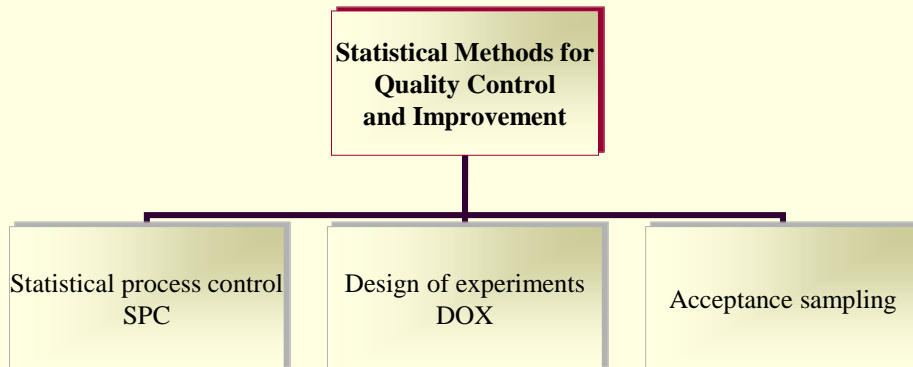 Statistical Methods for
Quality Control
and Improvement
Statistical process control
SPC
Design of experiments
DOX
Acceptance sampling